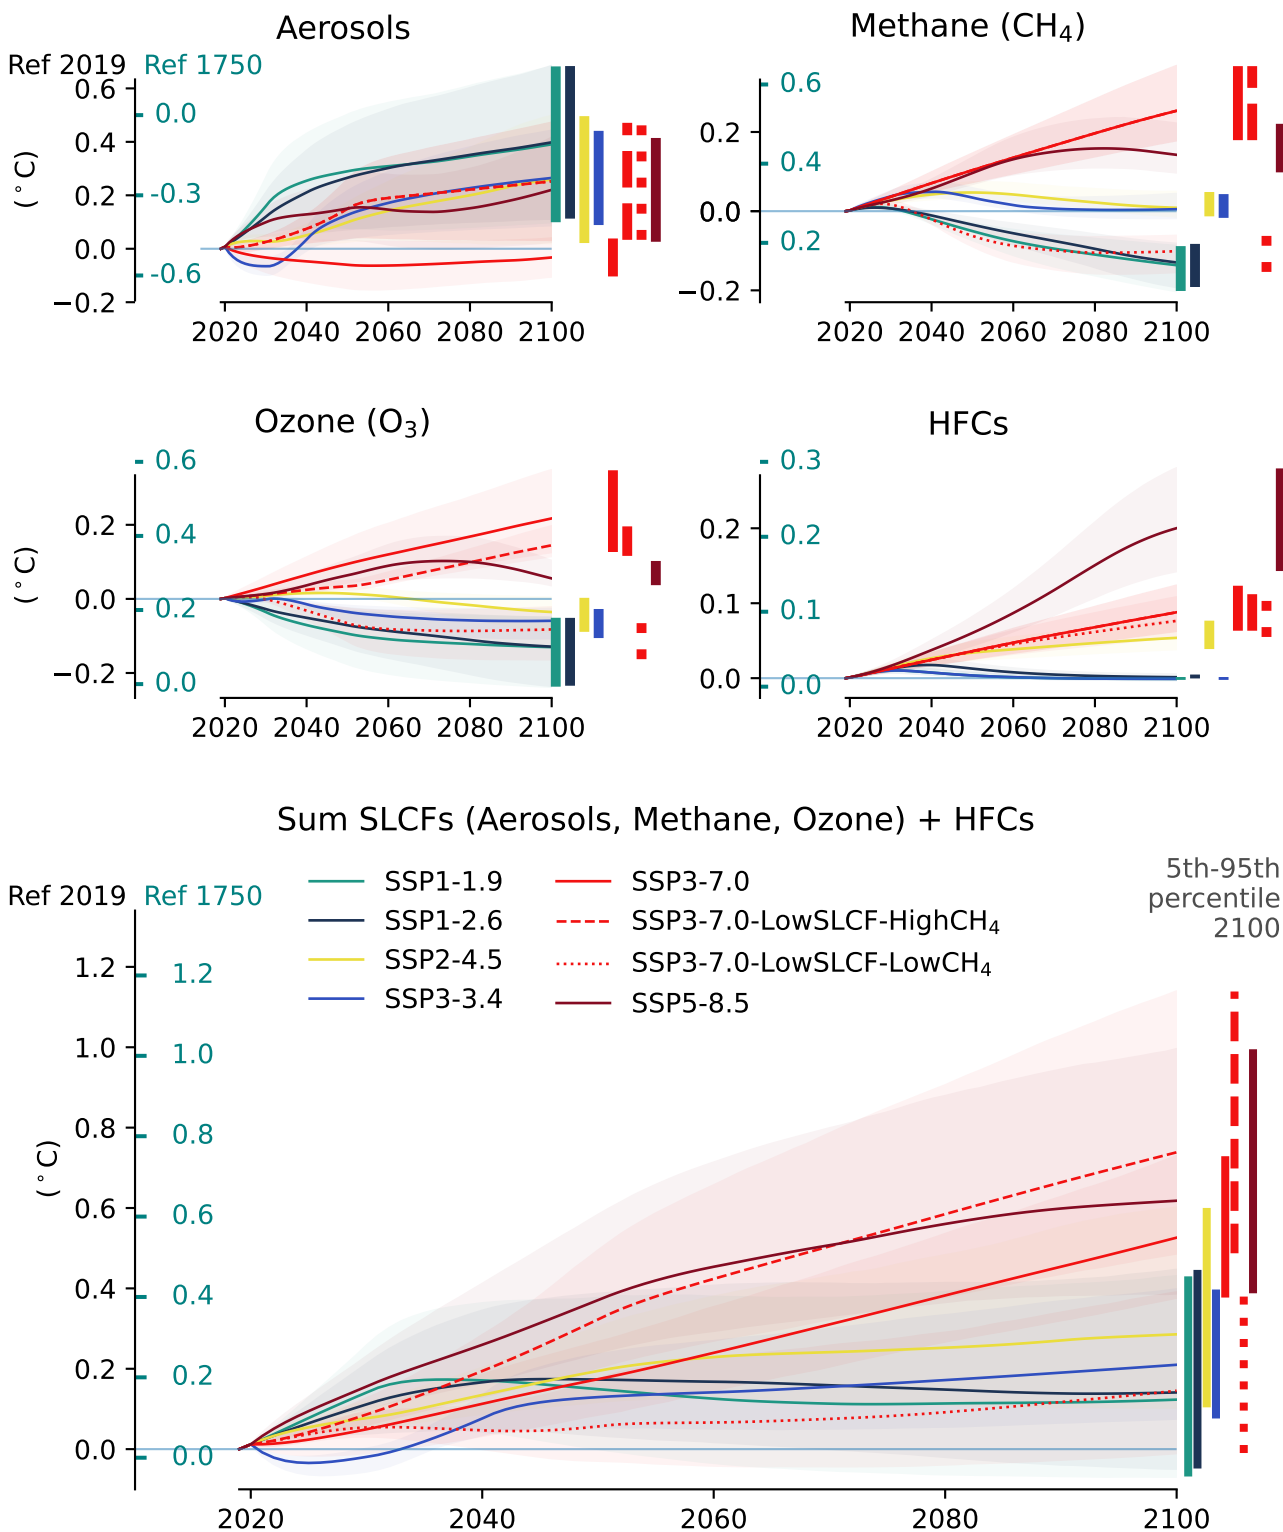 Aerosols
Ref 2019 Ref 1750
0.6
0.4
0.2
0.0
−0.2
0.0
-0.3
-0.6
(°C)
2020 2040 2060 2080 2100
Methane (CH₄)
0.2
0.0
−0.2
0.6
0.4
0.2
2020 2040 2060 2080 2100
Ozone (O₃)
0.2
0.0
−0.2
0.6
0.4
0.2
0.0
(°C)
2020 2040 2060 2080 2100
HFCs
0.2
0.1
0.0
0.3
0.2
0.1
0.0
2020 2040 2060 2080 2100
Sum SLCFs (Aerosols, Methane, Ozone) + HFCs
Ref 2019 Ref 1750
SSP1-1.9
SSP1-2.6
SSP2-4.5
SSP3-3.4
SSP3-7.0
SSP3-7.0-LowSLCF-HighCH₄
SSP3-7.0-LowSLCF-LowCH₄
SSP5-8.5
5th-95th
percentile
2100
1.2
1.0
0.8
0.6
0.4
0.2
0.0
1.2
1.0
0.8
0.6
0.4
0.2
0.0
(°C)
2020 2040 2060 2080 2100